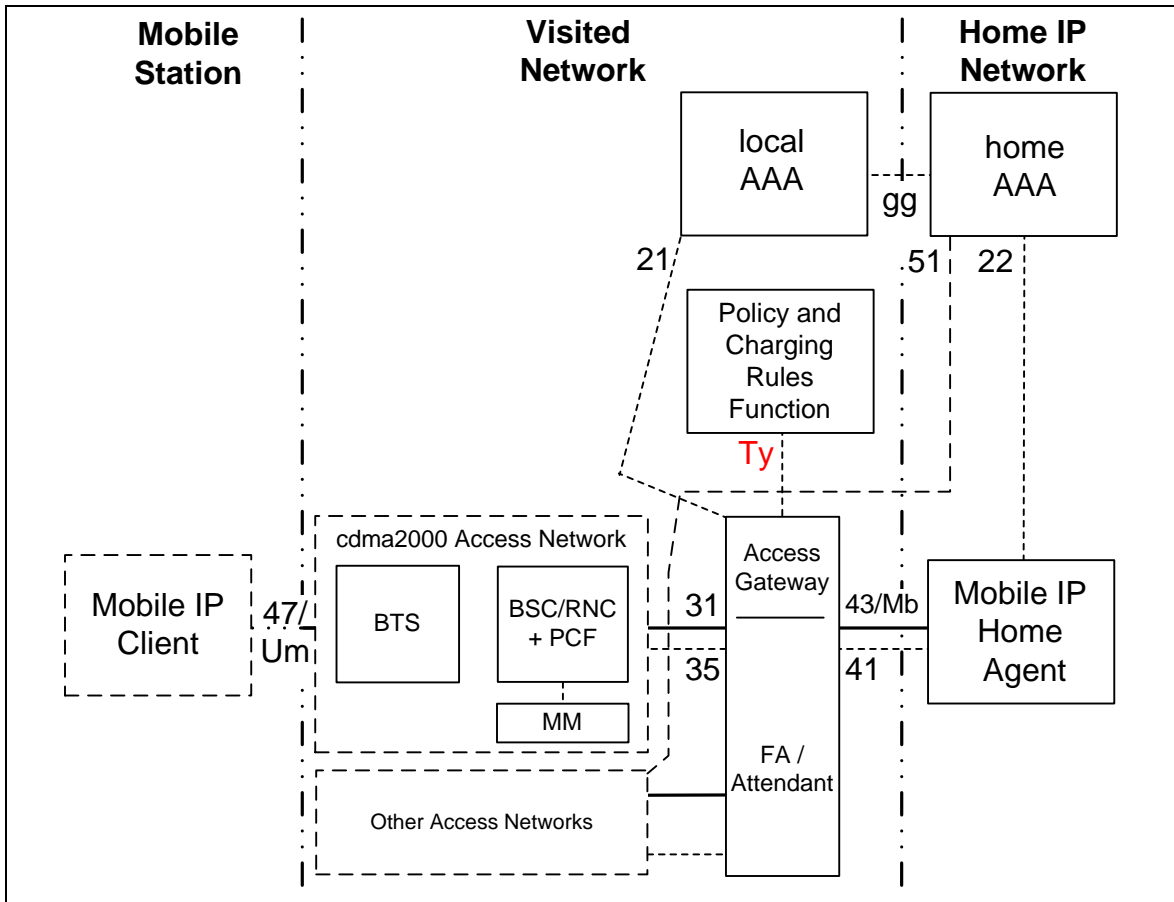 Mobile
Station
Visited
Network
Home IP
Network
local
AAA
home
AAA
gg
21
51
22
Policy and
Charging
Rules
Function
Ty
cdma2000 Access Network
Access
Gateway
Mobile IP
Client
47/
Um
BTS
BSC/RNC
+ PCF
MM
31
35
43/Mb
41
Mobile IP
Home
Agent
FA /
Attendant
Other Access Networks